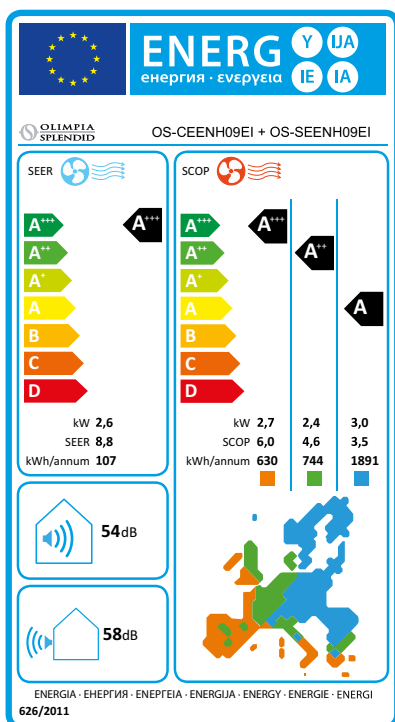 ENERG
енергия · ενεργεια
Y IJA
IE IA
OLIMPIA
SPLENDID
OS-CEENH09EI + OS-SEENH09EI
SEER
A+++
A+++
A++
A+
A
B
C
D
kW 2,6
SEER 8,8
kWh/annum 107
SCOP
A+++
A+++
A++
A++
A+
A
A
B
C
D
kW 2,7 2,4 3,0
SCOP 6,0 4,6 3,5
kWh/annum 630 744 1891
54dB
58dB
ENERGIA · ЕНЕРГИЯ · ΕΝΕΡΓΕΙΑ · ENERGIJA · ENERGY · ENERGIE · ENERGI
626/2011